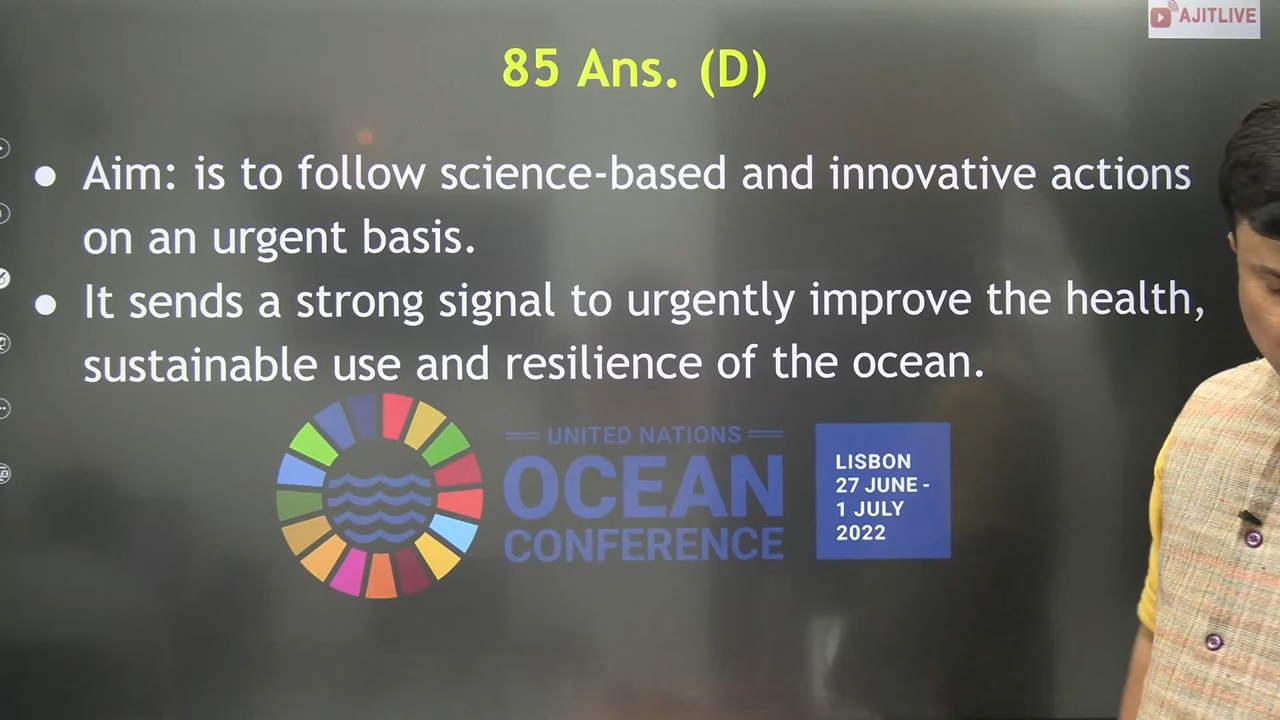 AJITLIVE
85 Ans. (D)
● Aim: is to follow science-based and innovative actions
on an urgent basis.
● It sends a strong signal to urgently improve the health,
sustainable use and resilience of the ocean.
UNITED NATIONS
OCEAN
CONFERENCE
LISBON
27 JUNE -
1 JULY
2022